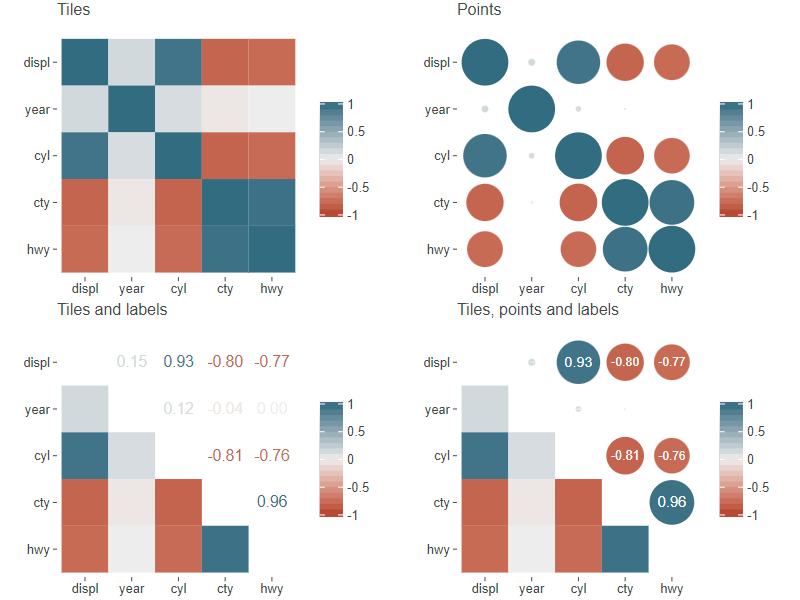 Tiles
displ
year
cyl
cty
hwy
displ year cyl cty hwy
1
0.5
0
-0.5
-1
Points
displ
year
cyl
cty
hwy
displ year cyl cty hwy
1
0.5
0
-0.5
-1
Tiles and labels
displ 0.15 0.93 -0.80 -0.77
year 0.12 -0.04 0.00
cyl -0.81 -0.76
cty 0.96
hwy
displ year cyl cty hwy
1
0.5
0
-0.5
-1
Tiles, points and labels
displ 0.93 -0.80 -0.77
year
cyl -0.81 -0.76
cty 0.96
hwy
displ year cyl cty hwy
1
0.5
0
-0.5
-1